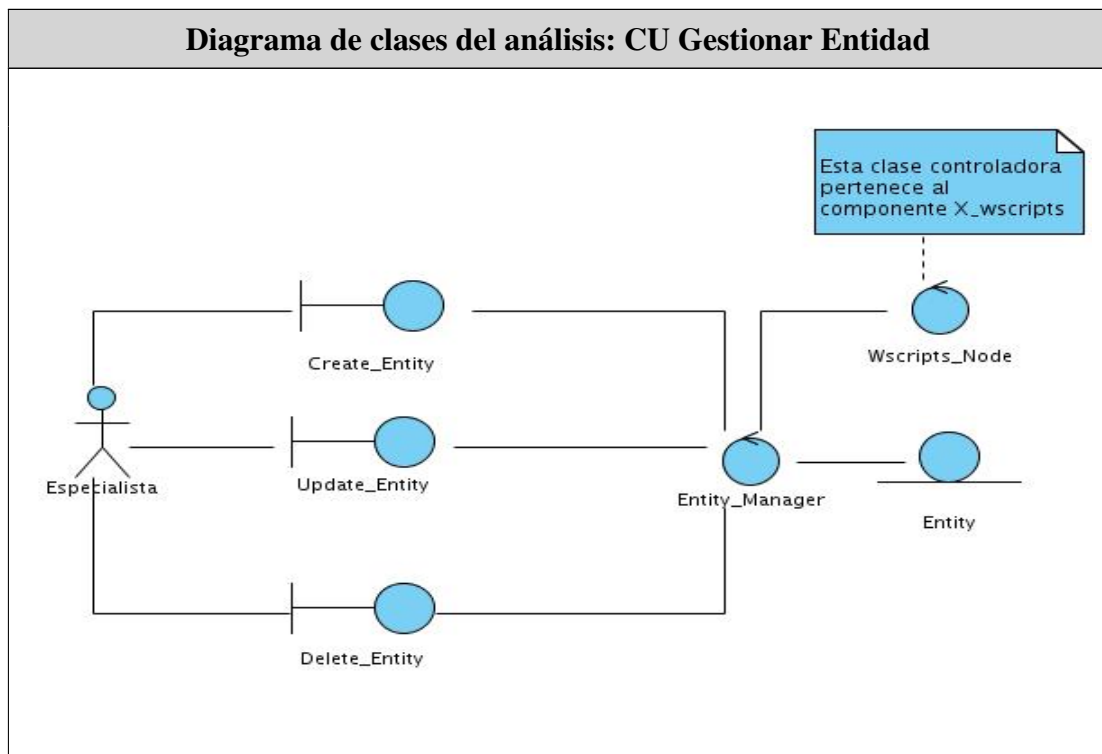 Diagrama de clases del análisis: CU Gestionar Entidad
Esta clase controladora
pertenece al
componente X_wscripts
Create_Entity
Wscripts_Node
Especialista
Update_Entity
Entity_Manager
Entity
Delete_Entity